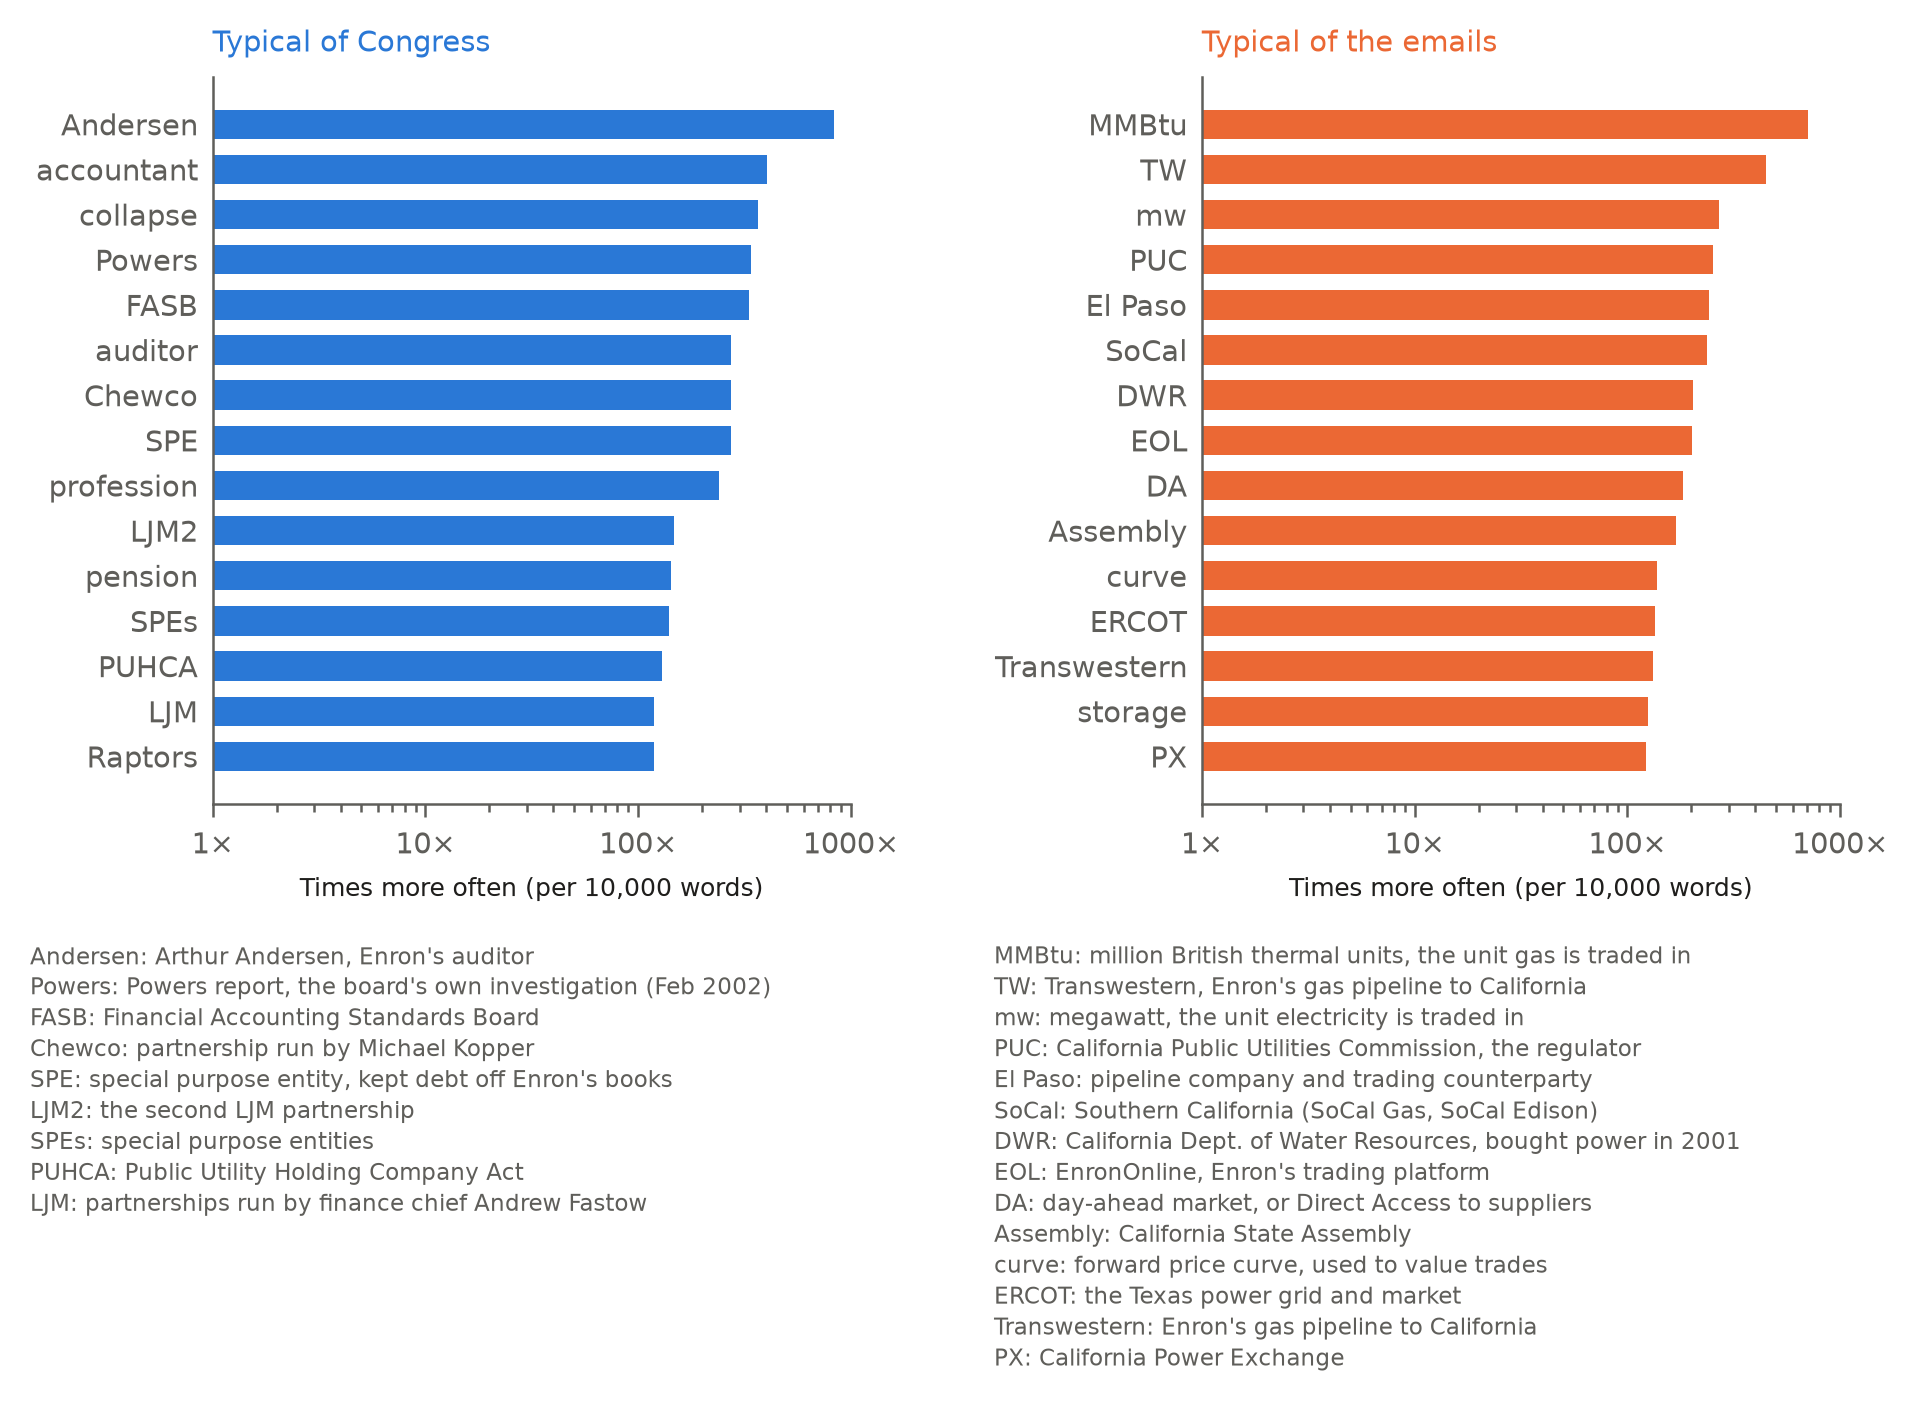 Typical of Congress
Andersen
accountant
collapse
Powers
FASB
auditor
Chewco
SPE
profession
LJM2
pension
SPEs
PUHCA
LJM
Raptors
1×
10×
100×
1000×
Times more often (per 10,000 words)
Andersen: Arthur Andersen, Enron's auditor
Powers: Powers report, the board's own investigation (Feb 2002)
FASB: Financial Accounting Standards Board
Chewco: partnership run by Michael Kopper
SPE: special purpose entity, kept debt off Enron's books
LJM2: the second LJM partnership
SPEs: special purpose entities
PUHCA: Public Utility Holding Company Act
LJM: partnerships run by finance chief Andrew Fastow
Typical of the emails
MMBtu
TW
mw
PUC
El Paso
SoCal
DWR
EOL
DA
Assembly
curve
ERCOT
Transwestern
storage
PX
1×
10×
100×
1000×
Times more often (per 10,000 words)
MMBtu: million British thermal units, the unit gas is traded in
TW: Transwestern, Enron's gas pipeline to California
mw: megawatt, the unit electricity is traded in
PUC: California Public Utilities Commission, the regulator
El Paso: pipeline company and trading counterparty
SoCal: Southern California (SoCal Gas, SoCal Edison)
DWR: California Dept. of Water Resources, bought power in 2001
EOL: EnronOnline, Enron's trading platform
DA: day-ahead market, or Direct Access to suppliers
Assembly: California State Assembly
curve: forward price curve, used to value trades
ERCOT: the Texas power grid and market
Transwestern: Enron's gas pipeline to California
PX: California Power Exchange